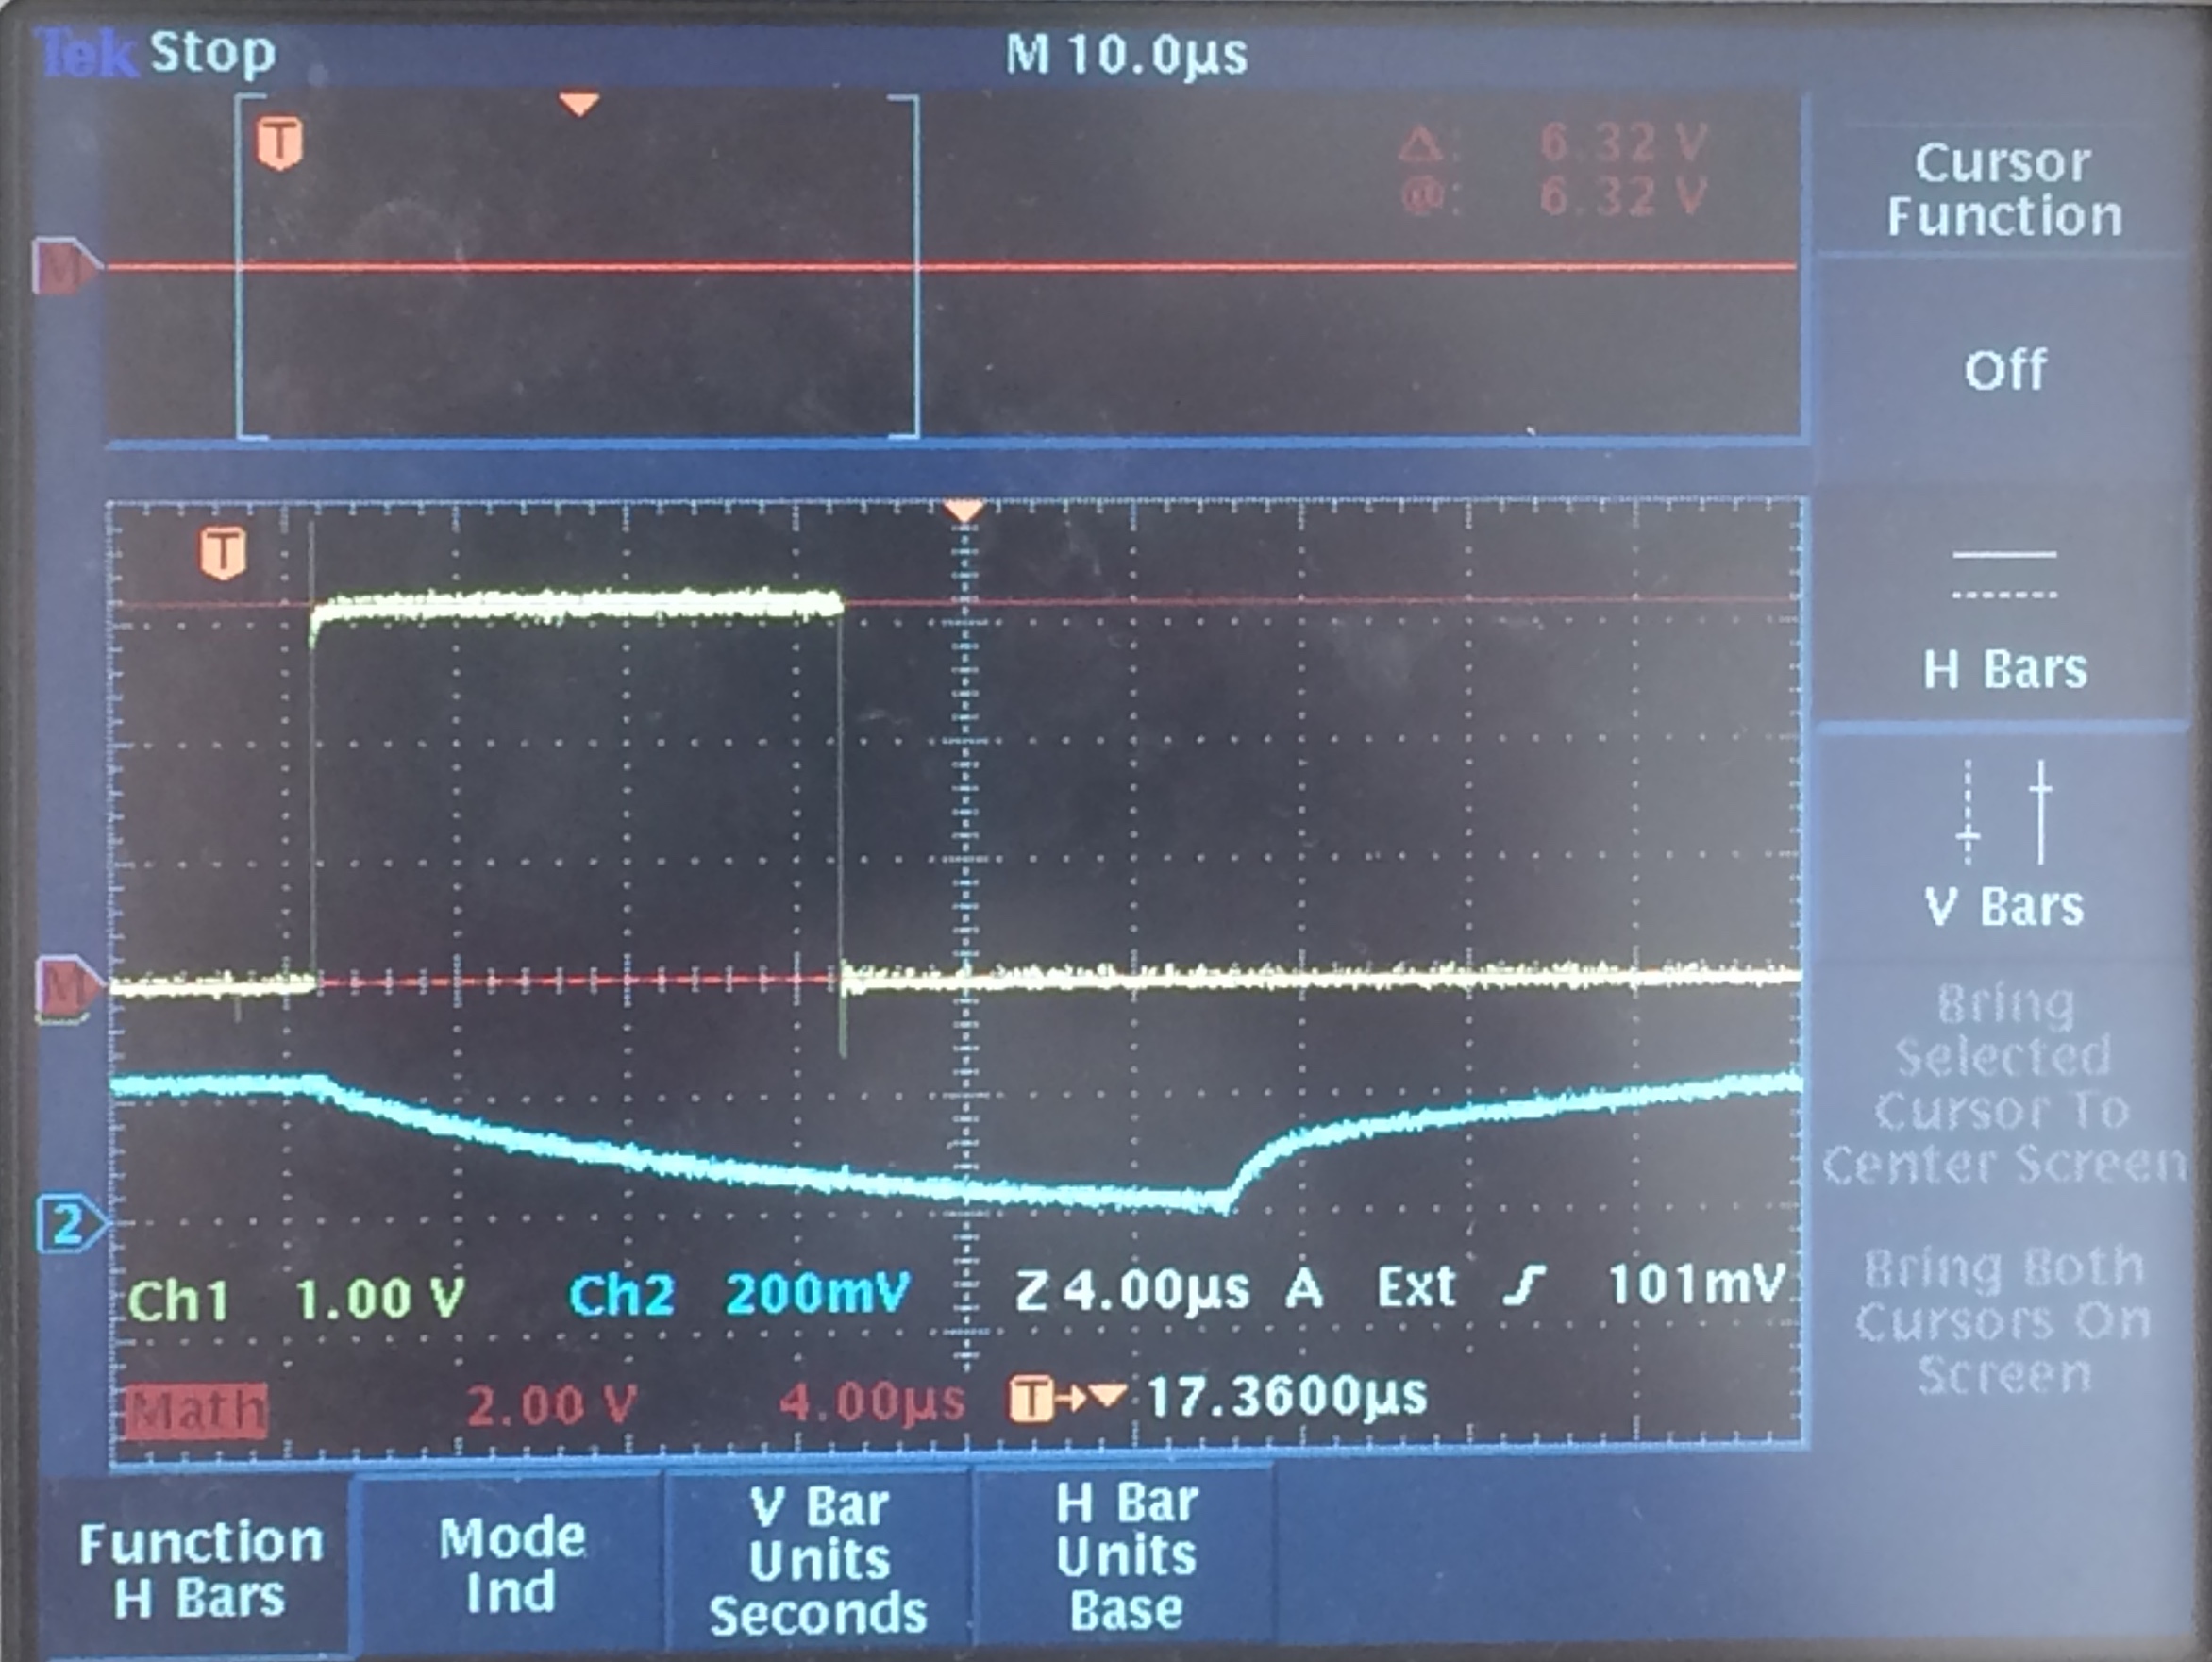 Tek Stop M 10.0µs
T
Δ: 6.32 V
@: 6.32 V
M
Cursor
Function
Off
T
H Bars
V Bars
M
Bring
Selected
Cursor To
Center Screen
2
Ch1 1.00 V Ch2 200mV Z 4.00µs A Ext 101mV
Bring Both
Cursors On
Screen
Math 2.00 V 4.00µs T 17.3600µs
Function
H Bars
Mode
Ind
V Bar
Units
Seconds
H Bar
Units
Base